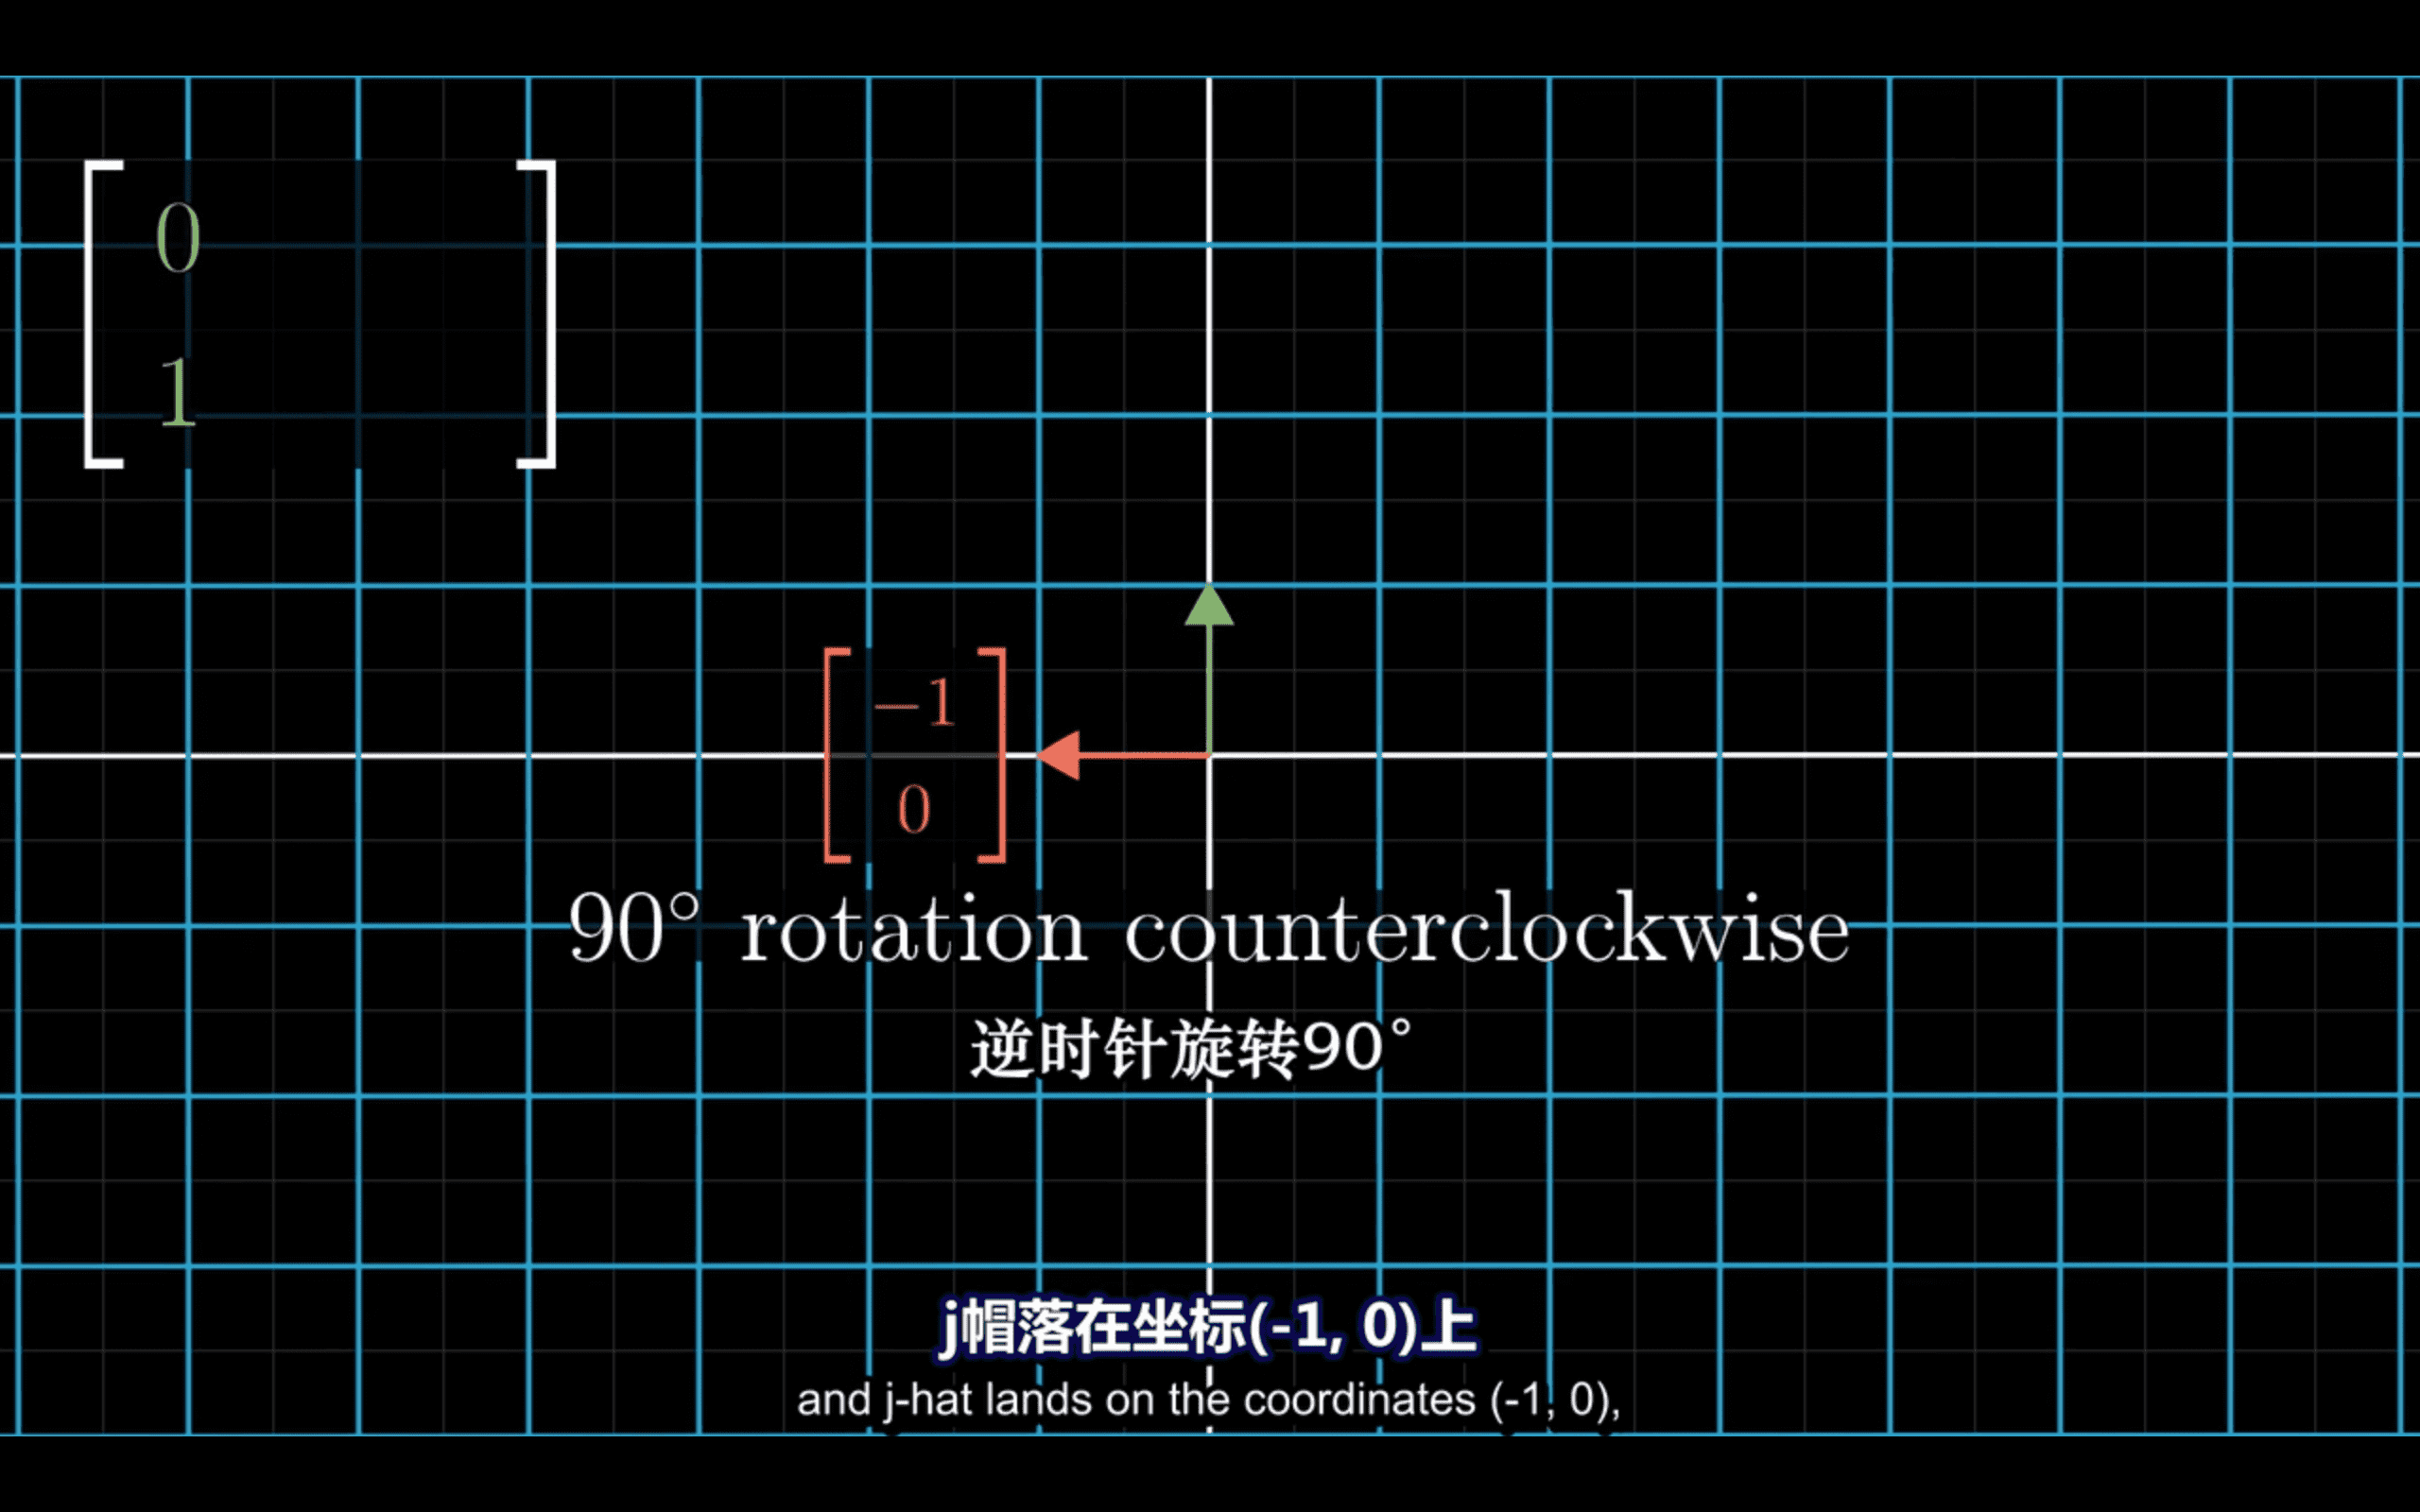 0
1
−1
0
90° rotation counterclockwise
逆时针旋转90°
j帽落在坐标(-1, 0)上
and j-hat lands on the coordinates (-1, 0),